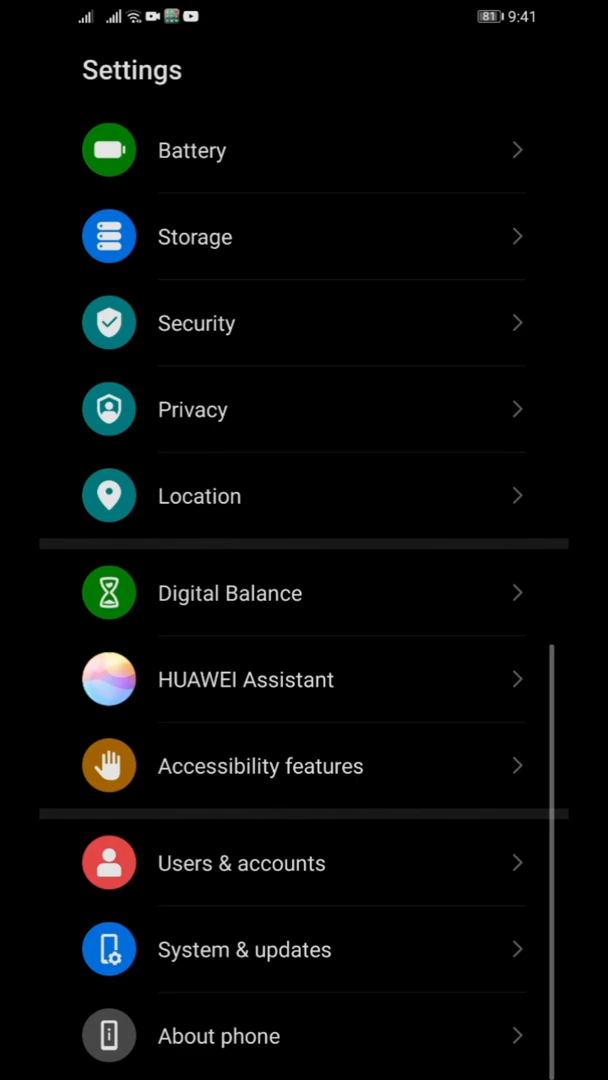 81 9:41
Settings
Battery
Storage
Security
Privacy
Location
Digital Balance
HUAWEI Assistant
Accessibility features
Users & accounts
System & updates
About phone